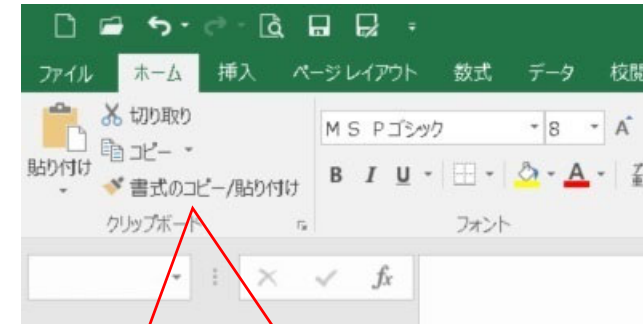 ファイル ホーム 挿入 ページレイアウト 数式 データ 校閲
切り取り
コピー
貼り付け
書式のコピー/貼り付け
クリップボード
ＭＳ Ｐゴシック 8 A
B I U A
フォント
fx